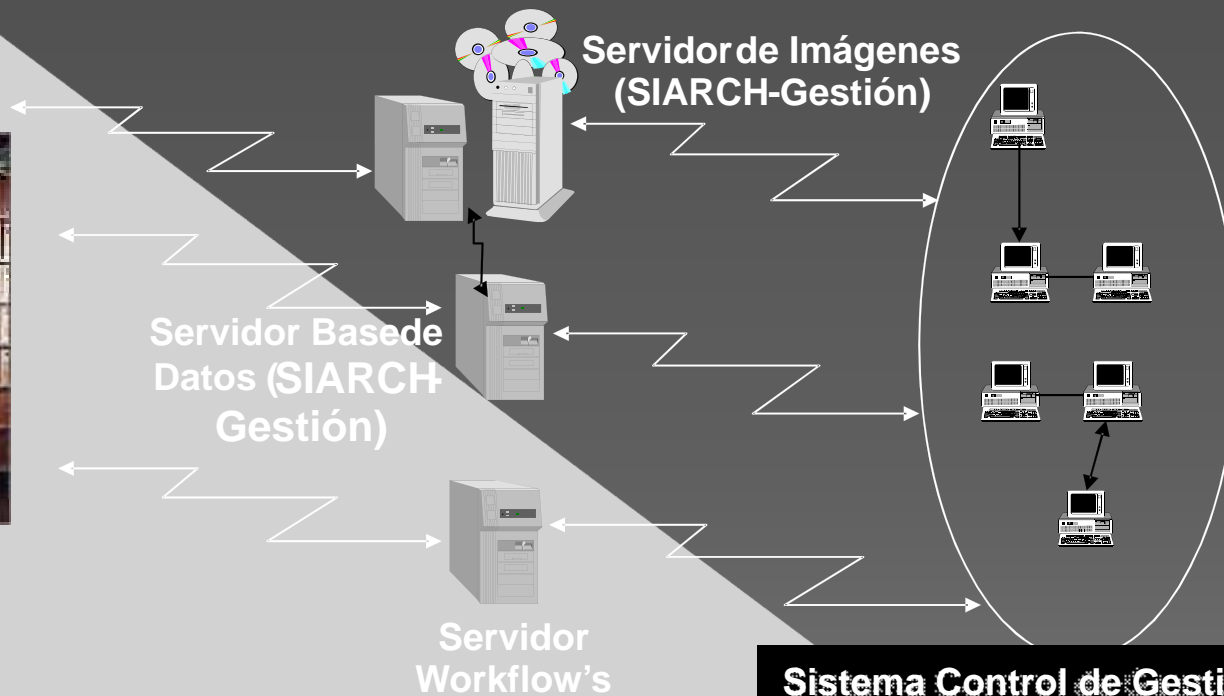 Servidor de Imágenes
(SIARCH-Gestión)
Servidor Base de
Datos (SIARCH-
Gestión)
Servidor
Workflow's
Sistema Control de Gesti